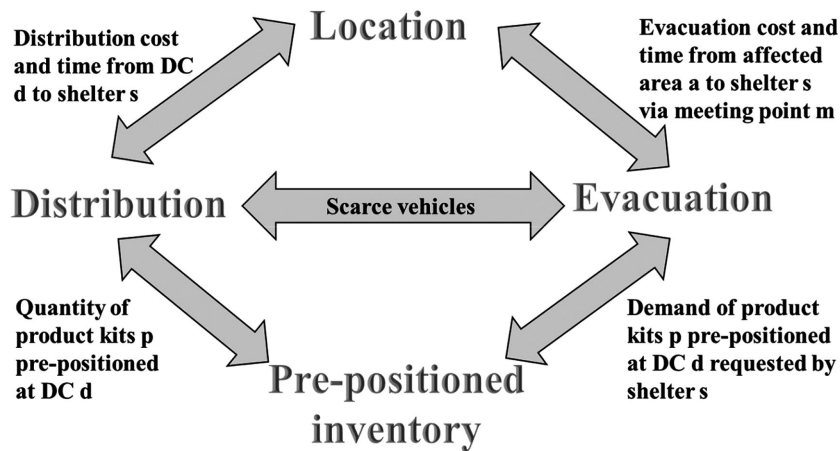 Location
Distribution cost
and time from DC
d to shelter s
Evacuation cost and
time from affected
area a to shelter s
via meeting point m
Distribution
Scarce vehicles
Evacuation
Quantity of
product kits p
pre-positioned
at DC d
Demand of product
kits p pre-positioned
at DC d requested by
shelter s
Pre-positioned
inventory